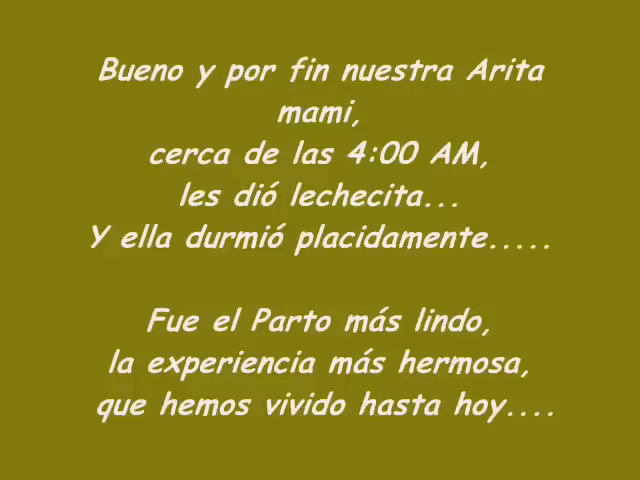 Bueno y por fin nuestra Arita
mami,
cerca de las 4:00 AM,
les dió lechecita...
Y ella durmió placidamente.....
Fue el Parto más lindo,
la experiencia más hermosa,
que hemos vivido hasta hoy....